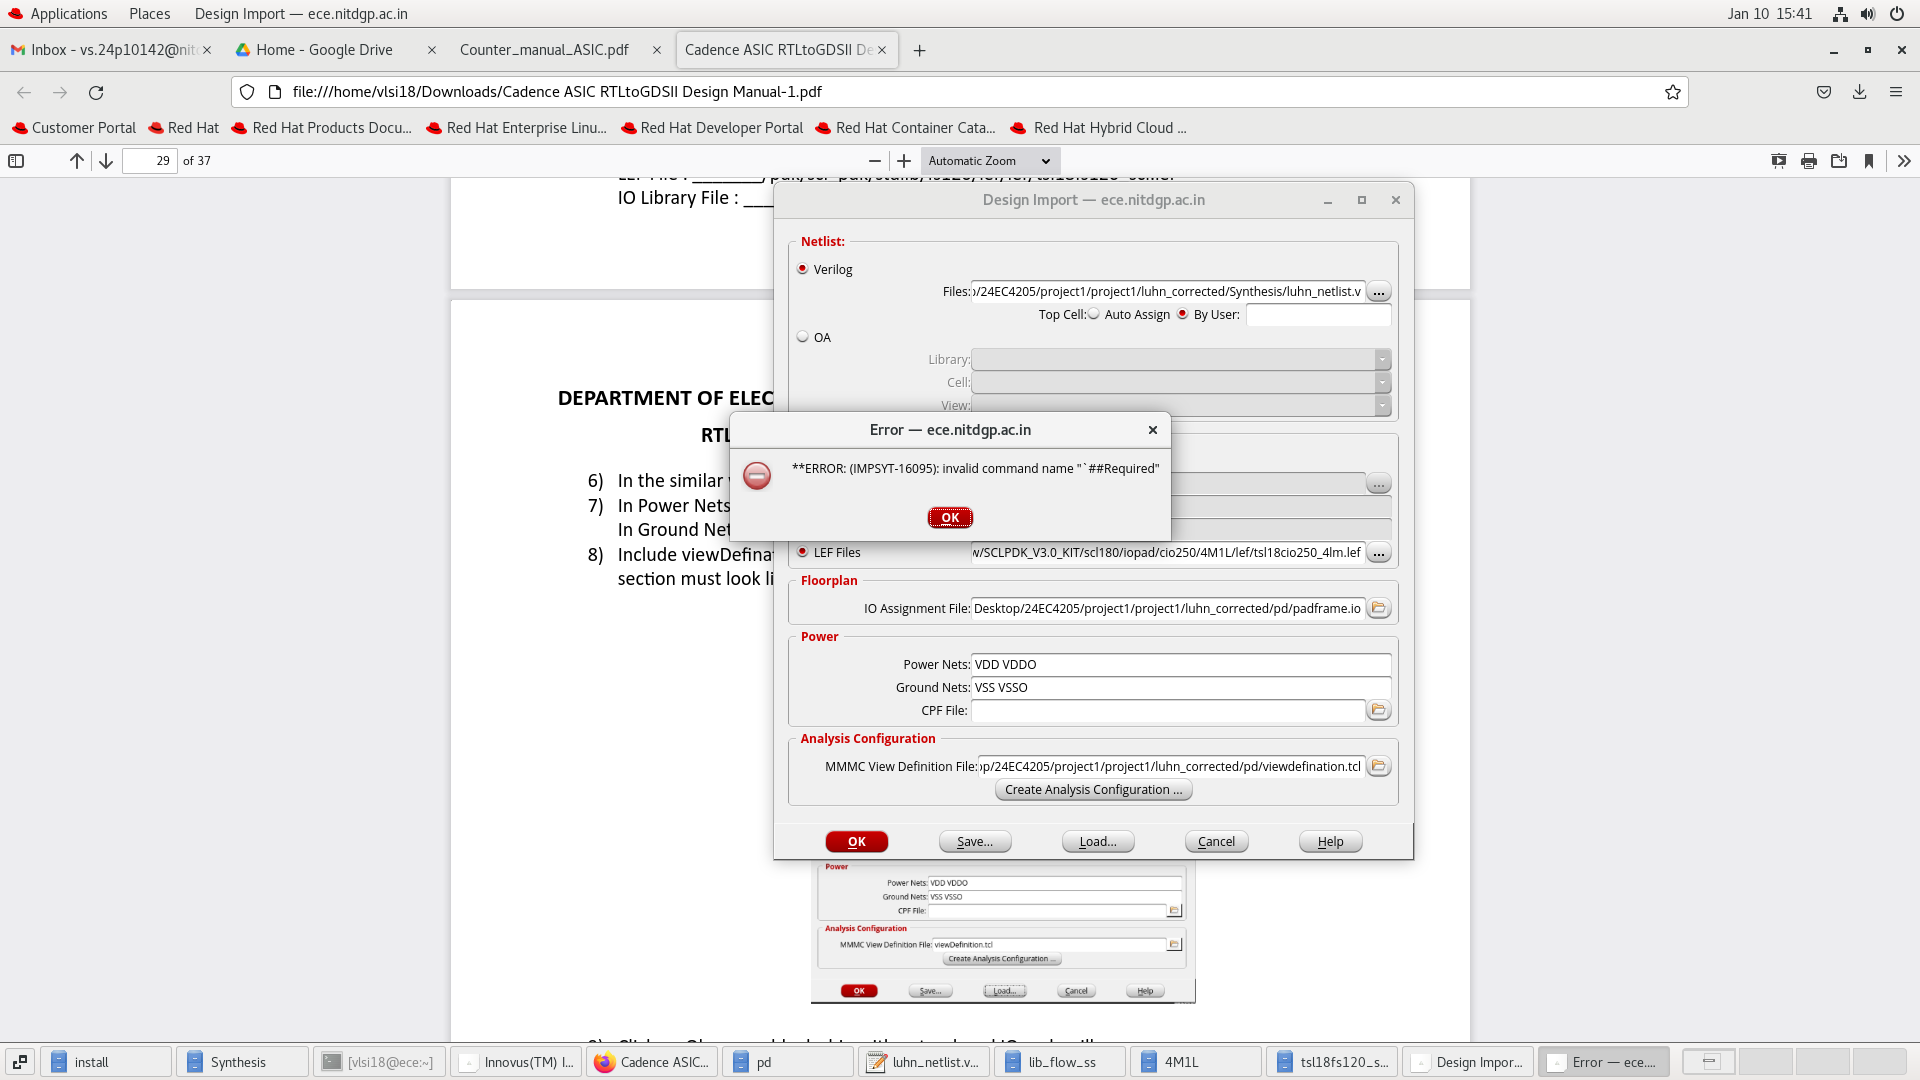 Applications Places Design Import — ece.nitdgp.ac.in Jan 10 15:41
Inbox - vs.24p10142@nit Home - Google Drive Counter_manual_ASIC.pdf Cadence ASIC RTLtoGDSII De
file:///home/vlsi18/Downloads/Cadence ASIC RTLtoGDSII Design Manual-1.pdf
Customer Portal Red Hat Red Hat Products Docu... Red Hat Enterprise Linu... Red Hat Developer Portal Red Hat Container Cata... Red Hat Hybrid Cloud ...
29 of 37 Automatic Zoom
IO Library File : ___
DEPARTMENT OF ELEC
RTL
6) In the similar
7) In Power Nets
In Ground Net
8) Include viewDefinat
section must look li
Design Import — ece.nitdgp.ac.in
Netlist:
Verilog
Files: /24EC4205/project1/project1/luhn_corrected/Synthesis/luhn_netlist.v ...
Top Cell: Auto Assign By User:
OA
Library:
Cell:
View:
Error — ece.nitdgp.ac.in
**ERROR: (IMPSYT-16095): invalid command name "`##Required"
OK
...
LEF Files /SCLPDK_V3.0_KIT/scl180/iopad/cio250/4M1L/lef/tsl18cio250_4lm.lef ...
Floorplan
IO Assignment File: Desktop/24EC4205/project1/project1/luhn_corrected/pd/padframe.io
Power
Power Nets: VDD VDDO
Ground Nets: VSS VSSO
CPF File:
Analysis Configuration
MMMC View Definition File: op/24EC4205/project1/project1/luhn_corrected/pd/viewdefination.tcl
Create Analysis Configuration ...
OK Save... Load... Cancel Help
Power
Power Nets: VDD VDDO
Ground Nets: VSS VSSO
CPF File:
Analysis Configuration
MMMC View Definition File: viewDefinition.tcl
Create Analysis Configuration ...
OK Save... Load... Cancel Help
install Synthesis [vlsi18@ece:~] Innovus(TM) I... Cadence ASIC... pd luhn_netlist.v... lib_flow_ss 4M1L tsl18fs120_s... Design Impor... Error — ece....